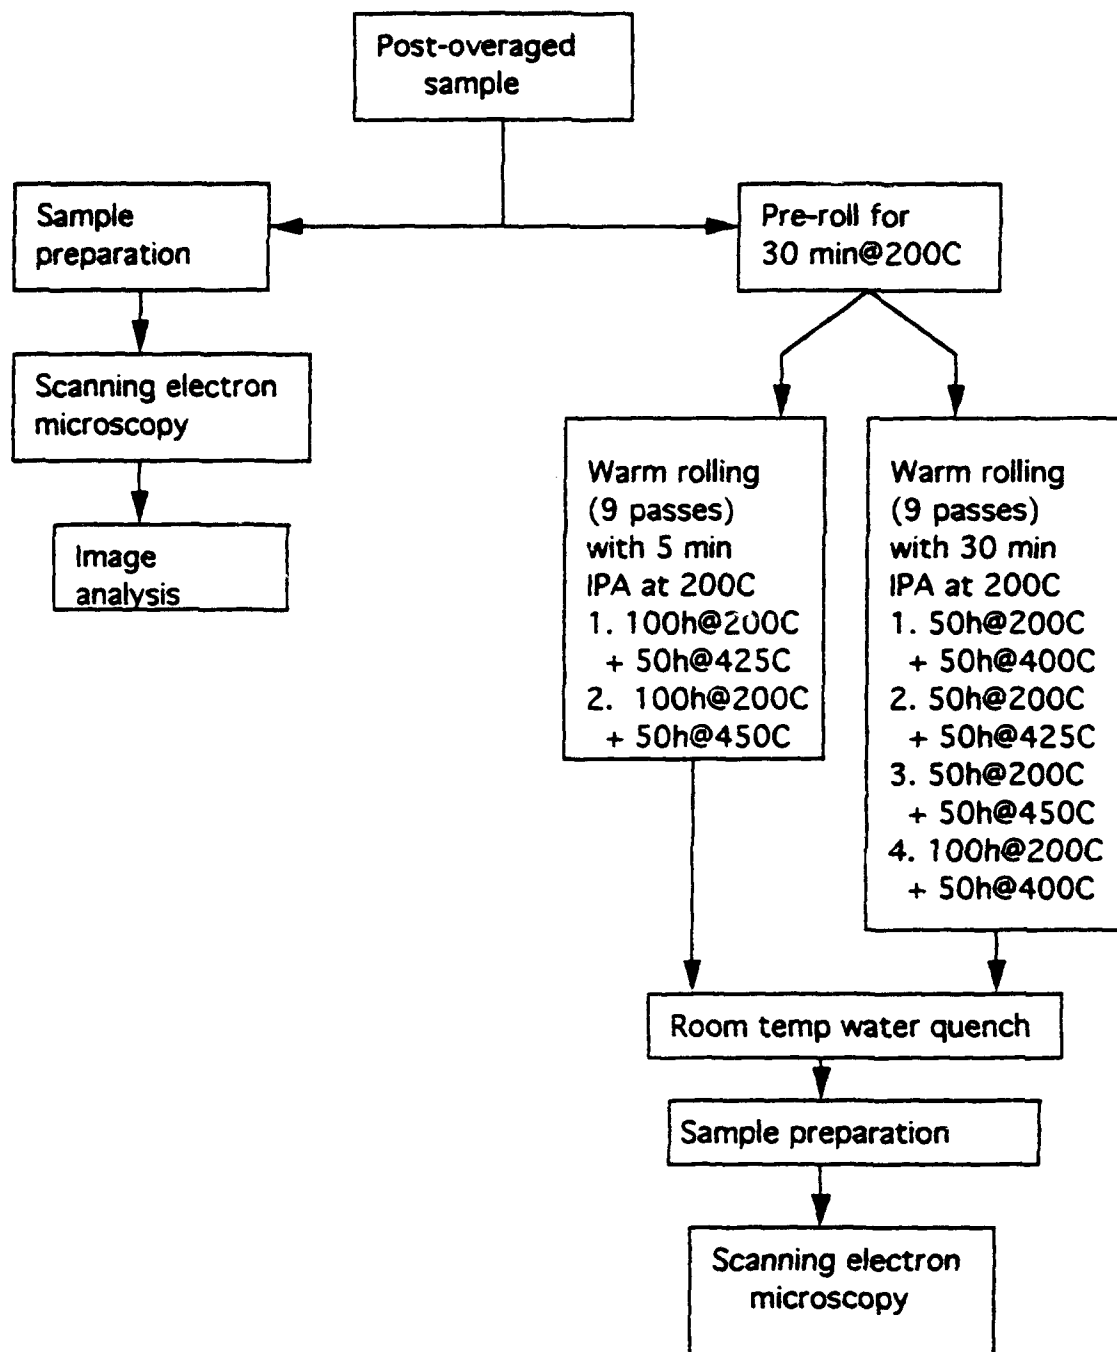 Post-overaged
sample
Sample
preparation
Pre-roll for
30 min@200C
Scanning electron
microscopy
Image
analysis
Warm rolling
(9 passes)
with 5 min
IPA at 200C
1. 100h@200C
+ 50h@425C
2. 100h@200C
+ 50h@450C
Warm rolling
(9 passes)
with 30 min
IPA at 200C
1. 50h@200C
+ 50h@400C
2. 50h@200C
+ 50h@425C
3. 50h@200C
+ 50h@450C
4. 100h@200C
+ 50h@400C
Room temp water quench
Sample preparation
Scanning electron
microscopy